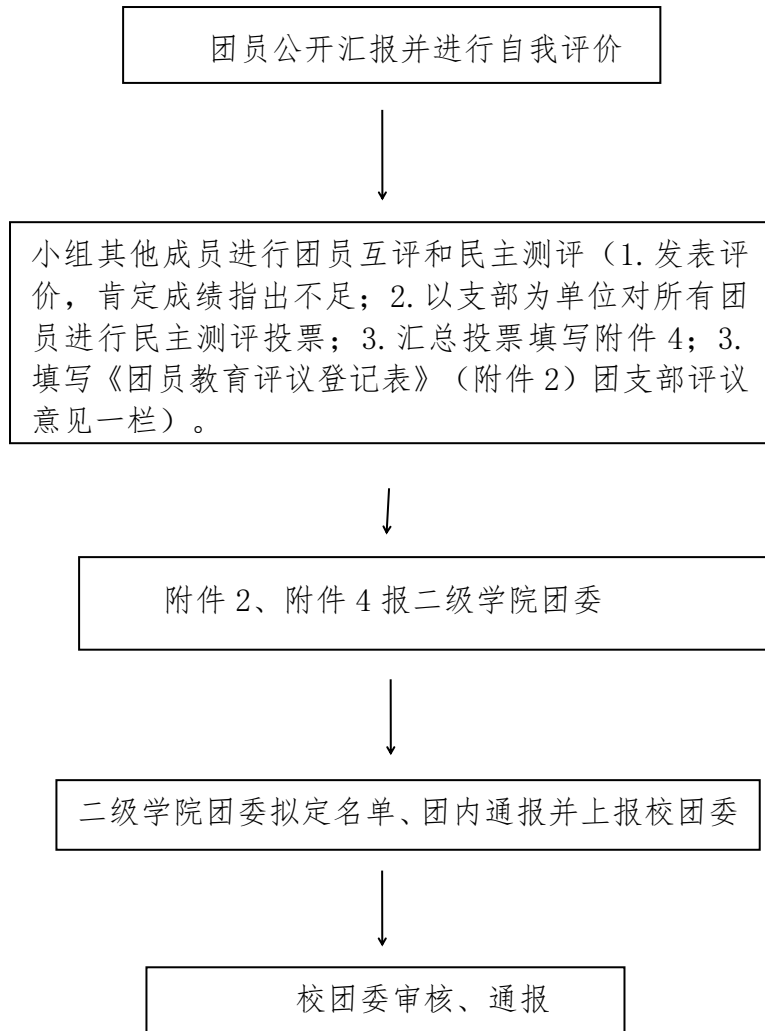 团员公开汇报并进行自我评价
小组其他成员进行团员互评和民主测评（1.发表评
价，肯定成绩指出不足；2.以支部为单位对所有团
员进行民主测评投票；3.汇总投票填写附件 4；3.
填写《团员教育评议登记表》（附件 2）团支部评议
意见一栏）。
附件 2、附件 4 报二级学院团委
二级学院团委拟定名单、团内通报并上报校团委
校团委审核、通报